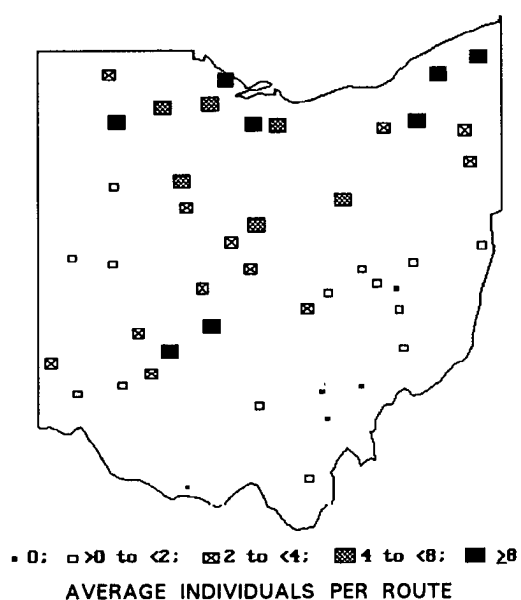 0; >0 to <2; 2 to <4; 4 to <8; ≥8
AVERAGE INDIVIDUALS PER ROUTE